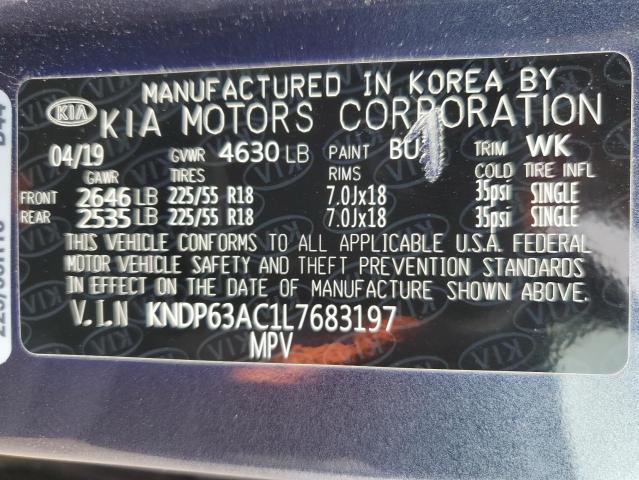 MANUFACTURED IN KOREA BY
KIA KIA MOTORS CORPORATION
04/19 GVWR 4630 LB PAINT BU TRIM WK
GAWR TIRES RIMS COLD TIRE INFL
FRONT 2646 LB 225/55 R18 7.0Jx18 35psi SINGLE
REAR 2535 LB 225/55 R18 7.0Jx18 35psi SINGLE
THIS VEHICLE CONFORMS TO ALL APPLICABLE U.S.A. FEDERAL
MOTOR VEHICLE SAFETY AND THEFT PREVENTION STANDARDS
IN EFFECT ON THE DATE OF MANUFACTURE SHOWN ABOVE.
V.I.N KNDP63AC1L7683197
MPV